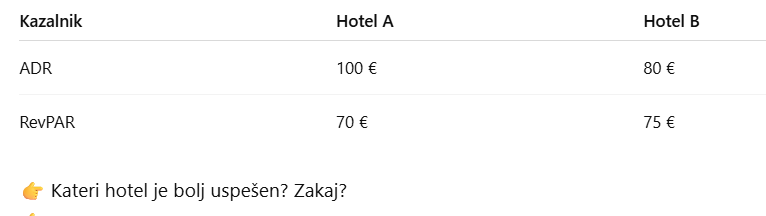 Kazalnik Hotel A Hotel B
ADR 100 € 80 €
RevPAR 70 € 75 €
👉 Kateri hotel je bolj uspešen? Zakaj?